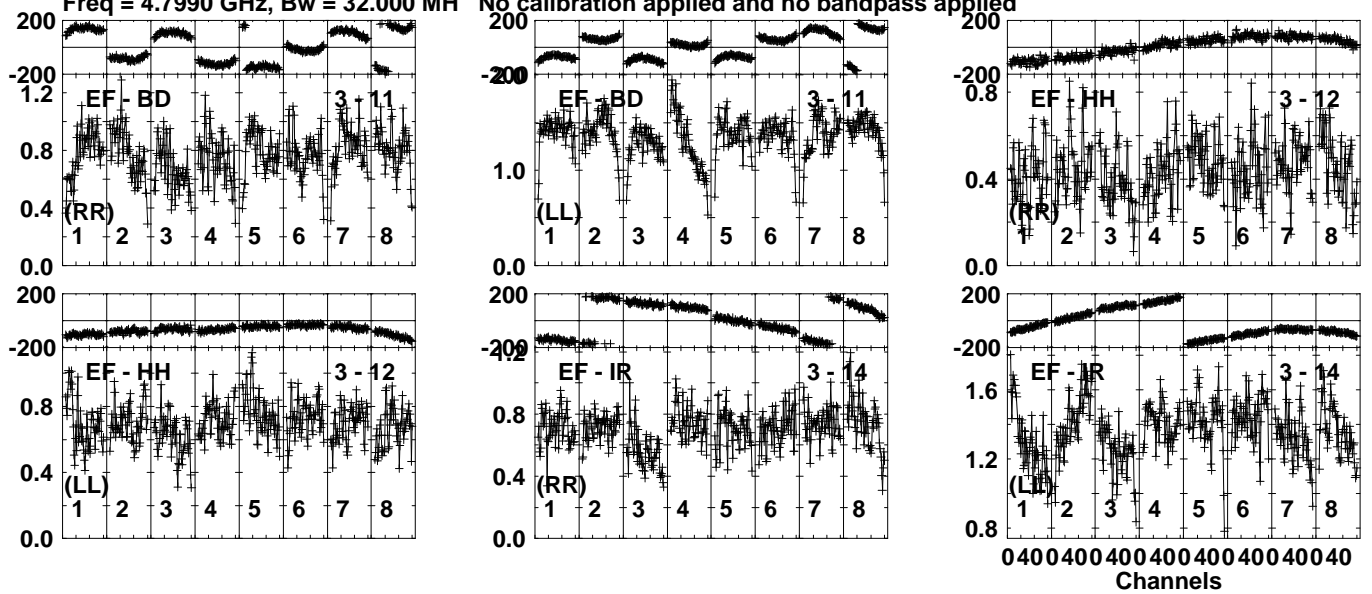 Freq = 4.7990 GHz, Bw = 32.000 MH No calibration applied and no bandpass applied
200 200 200
-200 -200 -200
1.2 2.0 0.8
EF - BD 3 - 11 EF - BD 3 - 11 EF - HH 3 - 12
0.8 1.0 0.4
0.4
(RR) (LL) (RR)
1 2 3 4 5 6 7 8 1 2 3 4 5 6 7 8 1 2 3 4 5 6 7 8
0.0 0.0 0.0
200 200 200
-200 -200 -200
1.2
EF - HH 3 - 12 EF - IR 3 - 14 EF - IR 3 - 14
1.6
0.8 0.8
1.2
0.4 0.4
(LL) (RR) (LL)
1 2 3 4 5 6 7 8 1 2 3 4 5 6 7 8 1 2 3 4 5 6 7 8
0.8
0.0 0.0
0 40 0 40 0 40 0 40 0 40 0 40 0 40 0 40
Channels